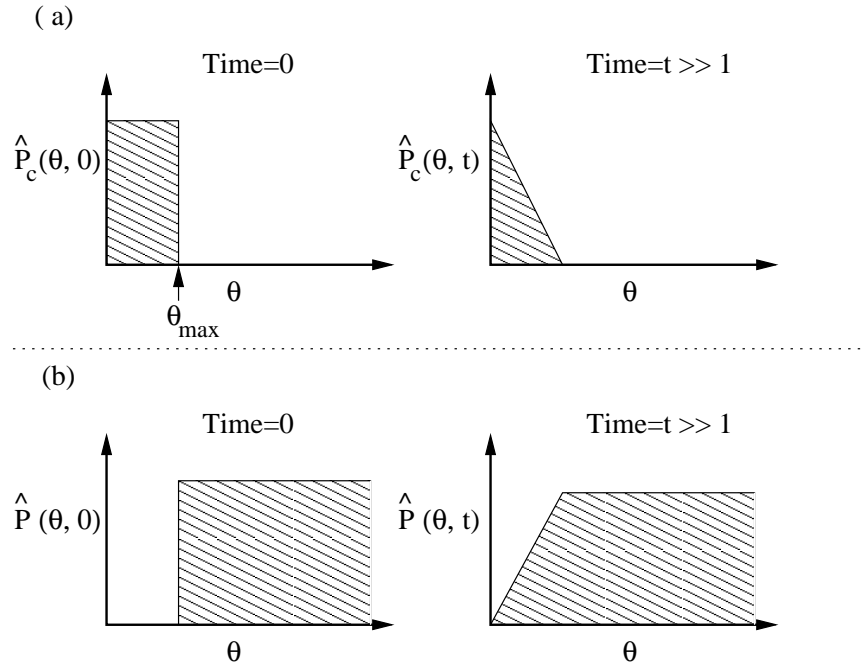 ( a)
Time=0
Time=t >> 1
P̂c(θ, 0)
P̂c(θ, t)
θ
θ
θmax
(b)
Time=0
Time=t >> 1
P̂ (θ, 0)
P̂ (θ, t)
θ
θ